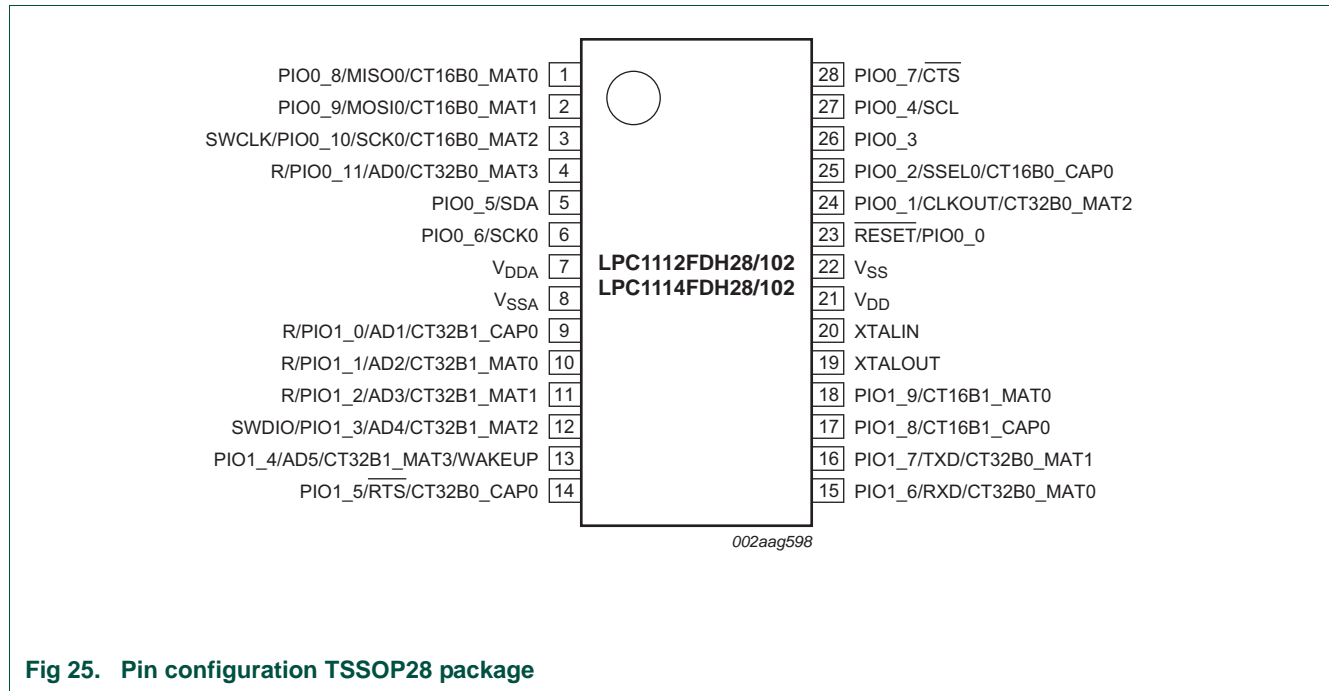 PIO0_8/MISO0/CT16B0_MAT0 1
PIO0_9/MOSI0/CT16B0_MAT1 2
SWCLK/PIO0_10/SCK0/CT16B0_MAT2 3
R/PIO0_11/AD0/CT32B0_MAT3 4
PIO0_5/SDA 5
PIO0_6/SCK0 6
VDDA 7
VSSA 8
R/PIO1_0/AD1/CT32B1_CAP0 9
R/PIO1_1/AD2/CT32B1_MAT0 10
R/PIO1_2/AD3/CT32B1_MAT1 11
SWDIO/PIO1_3/AD4/CT32B1_MAT2 12
PIO1_4/AD5/CT32B1_MAT3/WAKEUP 13
PIO1_5/RTS/CT32B0_CAP0 14
LPC1112FDH28/102
LPC1114FDH28/102
28 PIO0_7/CTS
27 PIO0_4/SCL
26 PIO0_3
25 PIO0_2/SSEL0/CT16B0_CAP0
24 PIO0_1/CLKOUT/CT32B0_MAT2
23 RESET/PIO0_0
22 VSS
21 VDD
20 XTALIN
19 XTALOUT
18 PIO1_9/CT16B1_MAT0
17 PIO1_8/CT16B1_CAP0
16 PIO1_7/TXD/CT32B0_MAT1
15 PIO1_6/RXD/CT32B0_MAT0
002aag598
Fig 25. Pin configuration TSSOP28 package